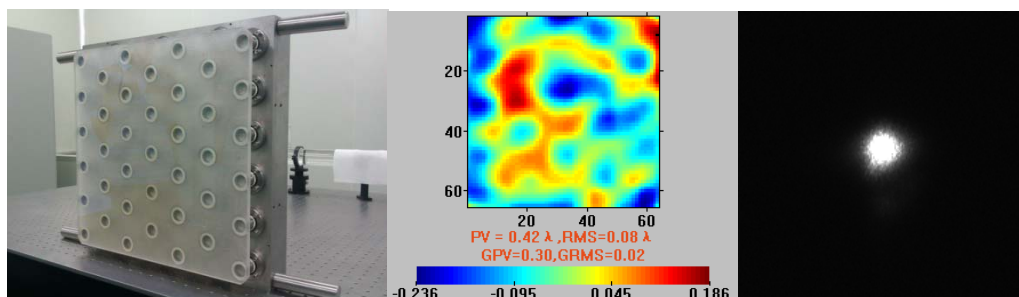 20
40
60
20 40 60
PV = 0.42 λ ,RMS=0.08 λ
GPV=0.30,GRMS=0.02
-0.236 -0.095 0.045 0.186